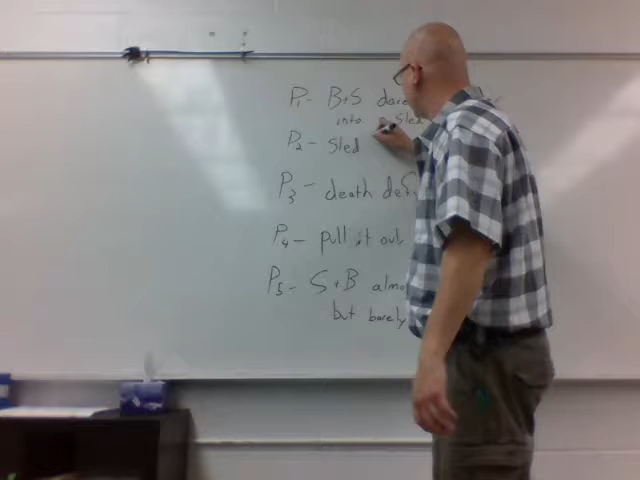 P1- B+S dare
into a Sled
P2- Sled
P3- death def
P4- pull it out
P5- S+B almo
but barely